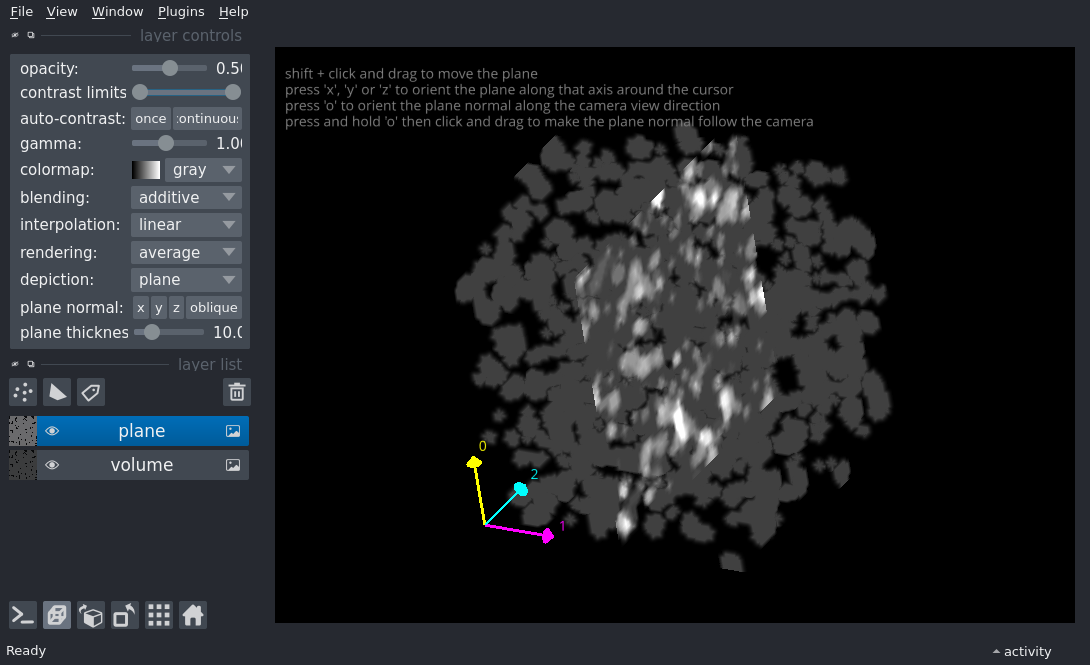 File View Window Plugins Help
layer controls
opacity: 0.50
contrast limits
auto-contrast: once continuous
gamma: 1.00
colormap: gray
blending: additive
interpolation: linear
rendering: average
depiction: plane
plane normal: x y z oblique
plane thicknes 10.0
layer list
plane
volume
shift + click and drag to move the plane
press 'x', 'y' or 'z' to orient the plane along that axis around the cursor
press 'o' to orient the plane normal along the camera view direction
press and hold 'o' then click and drag to make the plane normal follow the camera
0
2
1
Ready
activity